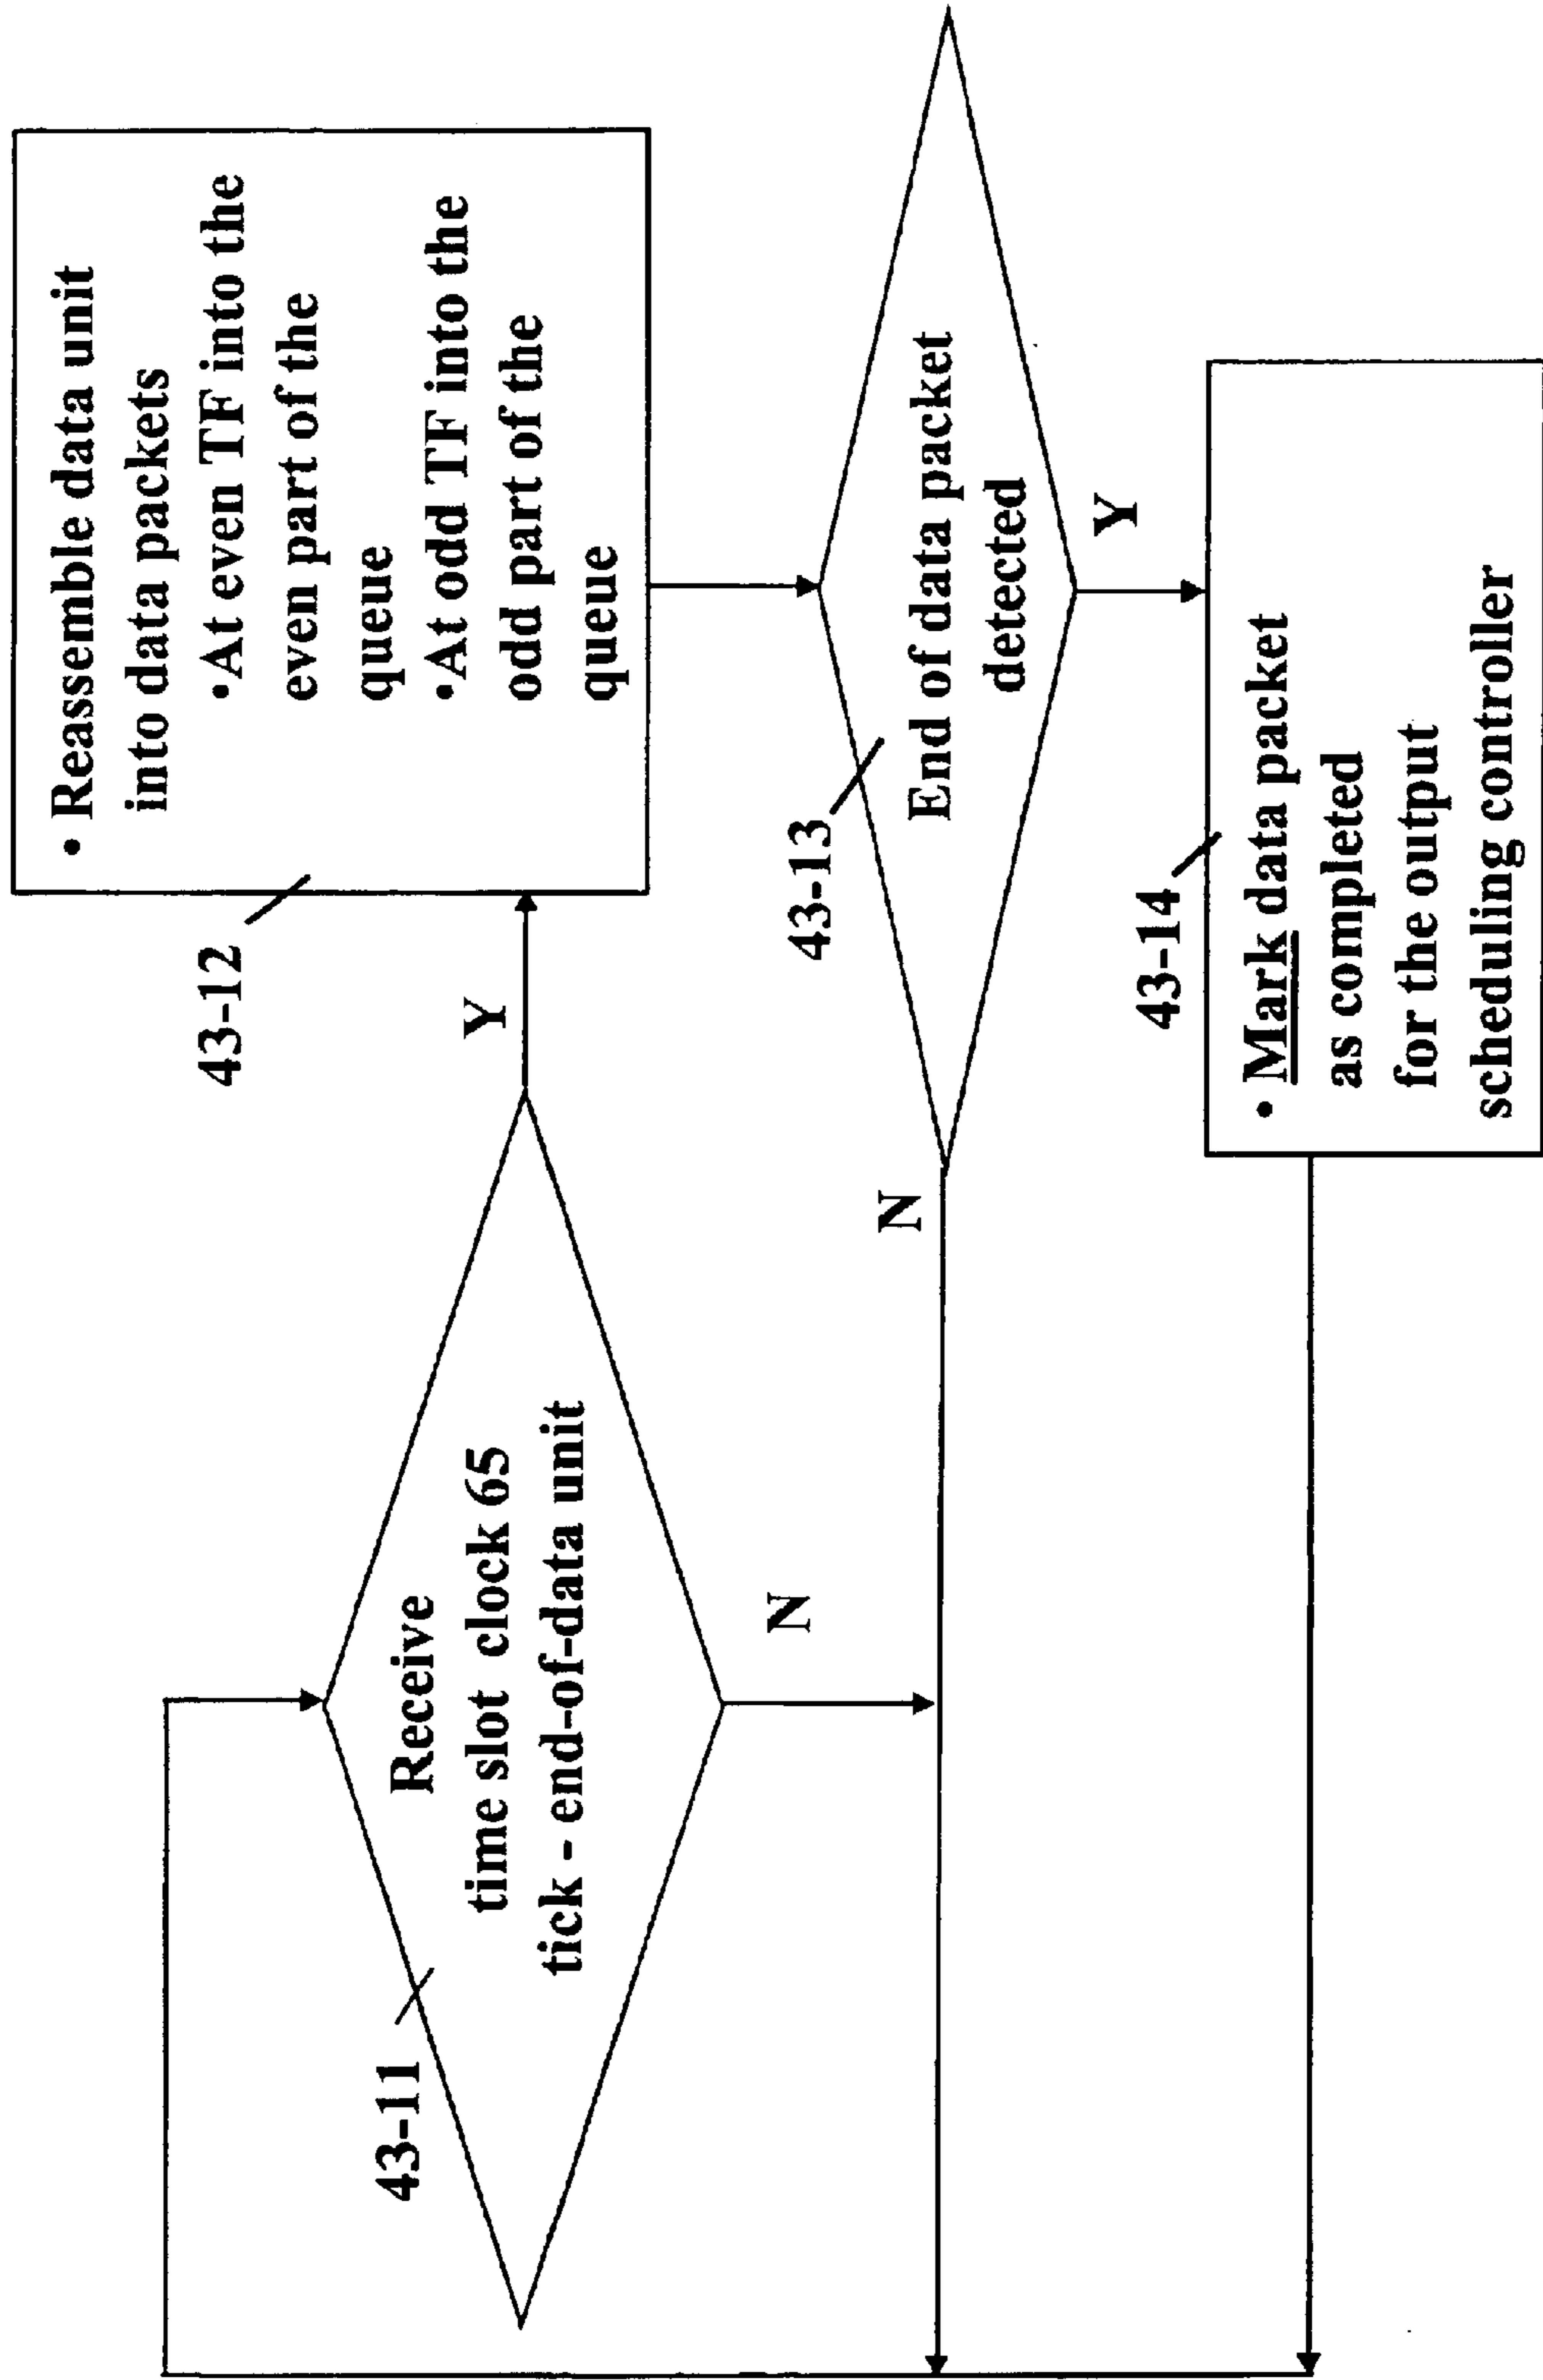 43-11
Receive
time slot clock 65
tick - end-of-data unit
Y
N
43-12
• Reassemble data unit
into data packets
•At even TF into the
even part of the
queue
•At odd TF into the
odd part of the
queue
43-13
End of data packet
detected
N
Y
43-14
• Mark data packet
as completed
for the output
scheduling controller